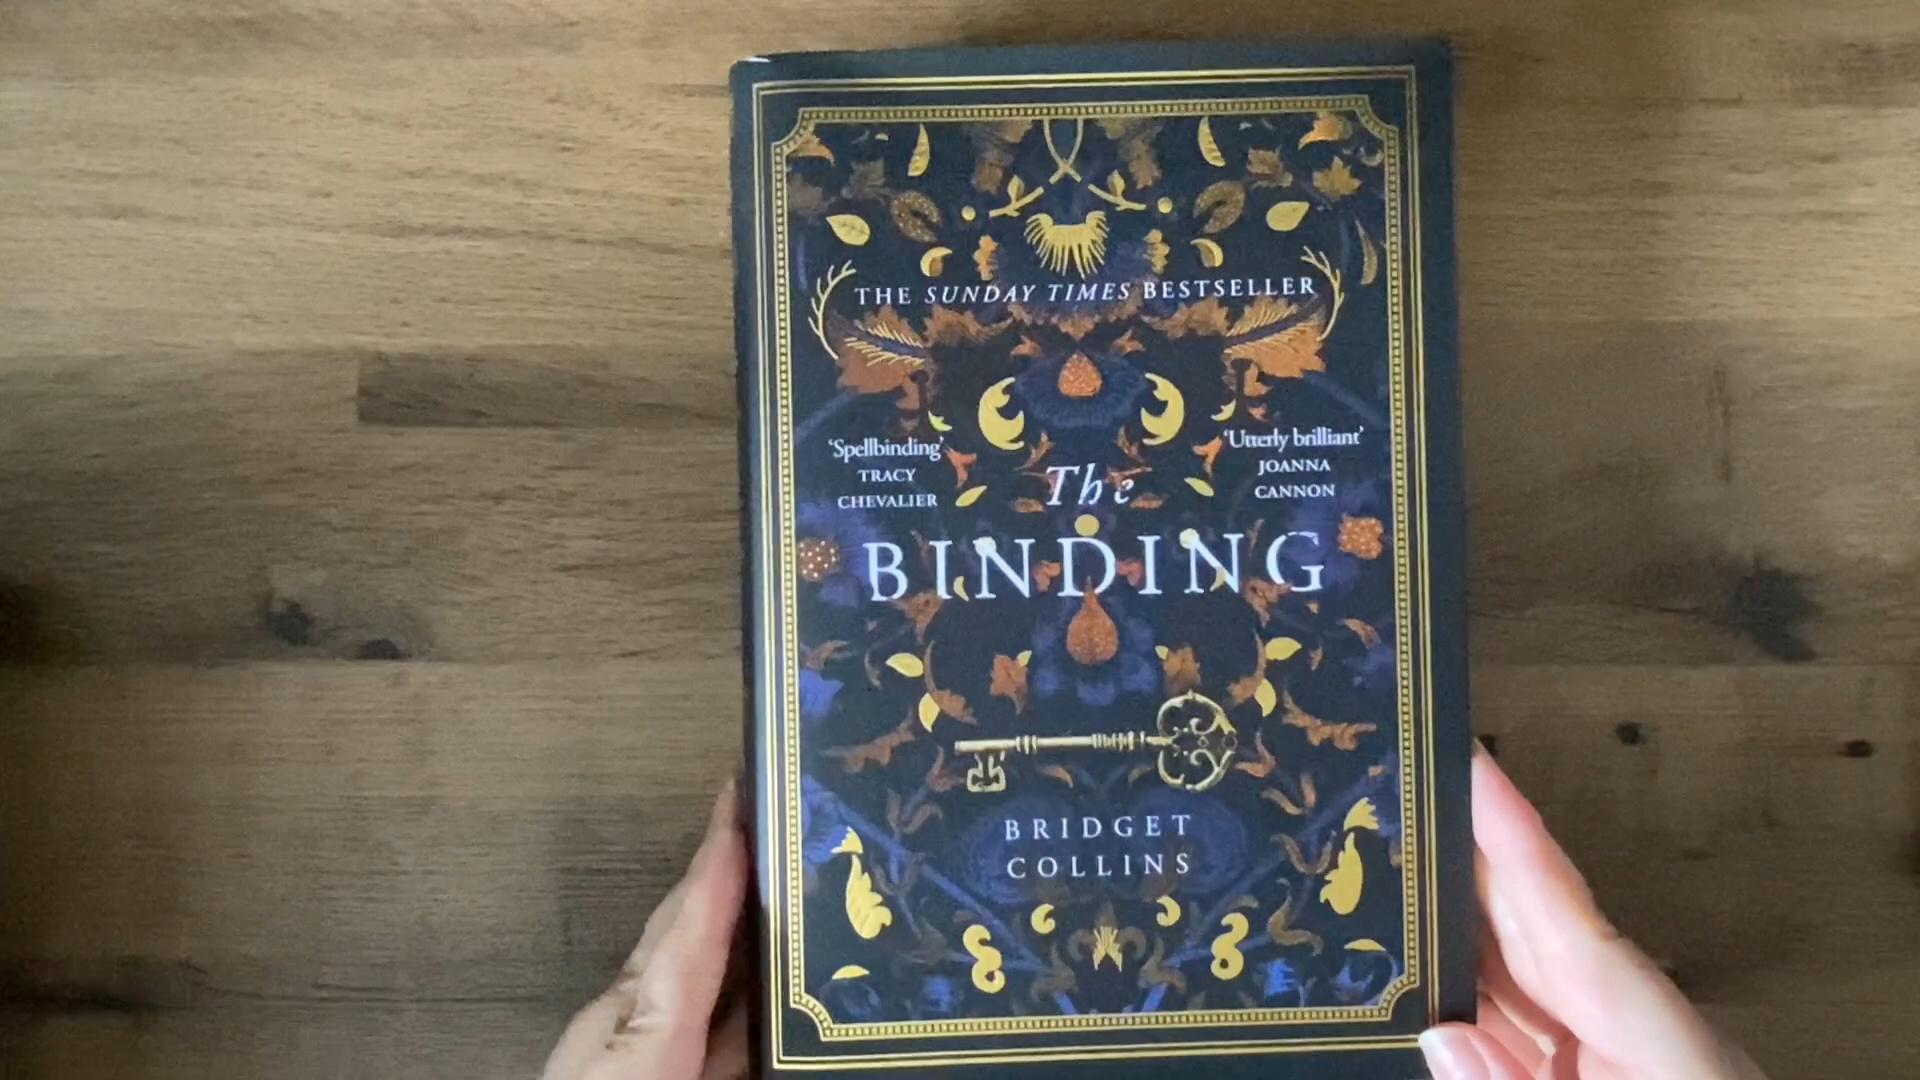 THE SUNDAY TIMES BESTSELLER
'Spellbinding'
TRACY
CHEVALIER
'Utterly brilliant'
JOANNA
CANNON
The
BINDING
BRIDGET
COLLINS